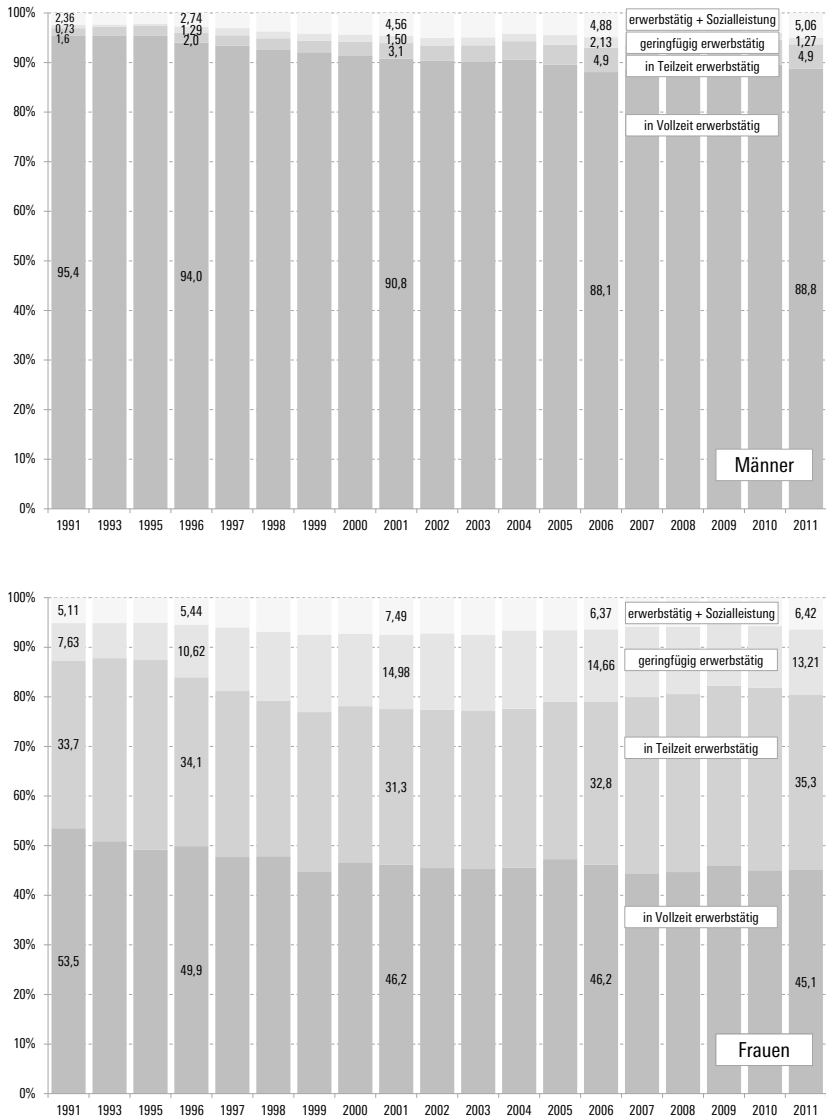 100%
90%
80%
70%
60%
50%
40%
30%
20%
10%
0%
2,36 2,74 4,56 4,88 erwerbstätig + Sozialleistung 5,06
0,73 1,29 1,50 2,13 geringfügig erwerbstätig 1,27
1,6 2,0 3,1 4,9 in Teilzeit erwerbstätig 4,9
in Vollzeit erwerbstätig
95,4 94,0 90,8 88,1 88,8
Männer
1991 1993 1995 1996 1997 1998 1999 2000 2001 2002 2003 2004 2005 2006 2007 2008 2009 2010 2011
100%
90%
80%
70%
60%
50%
40%
30%
20%
10%
0%
5,11 5,44 7,49 6,37 erwerbstätig + Sozialleistung 6,42
7,63 10,62 14,98 14,66 geringfügig erwerbstätig 13,21
33,7 34,1 31,3 32,8 in Teilzeit erwerbstätig 35,3
in Vollzeit erwerbstätig
53,5 49,9 46,2 46,2 45,1
Frauen
1991 1993 1995 1996 1997 1998 1999 2000 2001 2002 2003 2004 2005 2006 2007 2008 2009 2010 2011